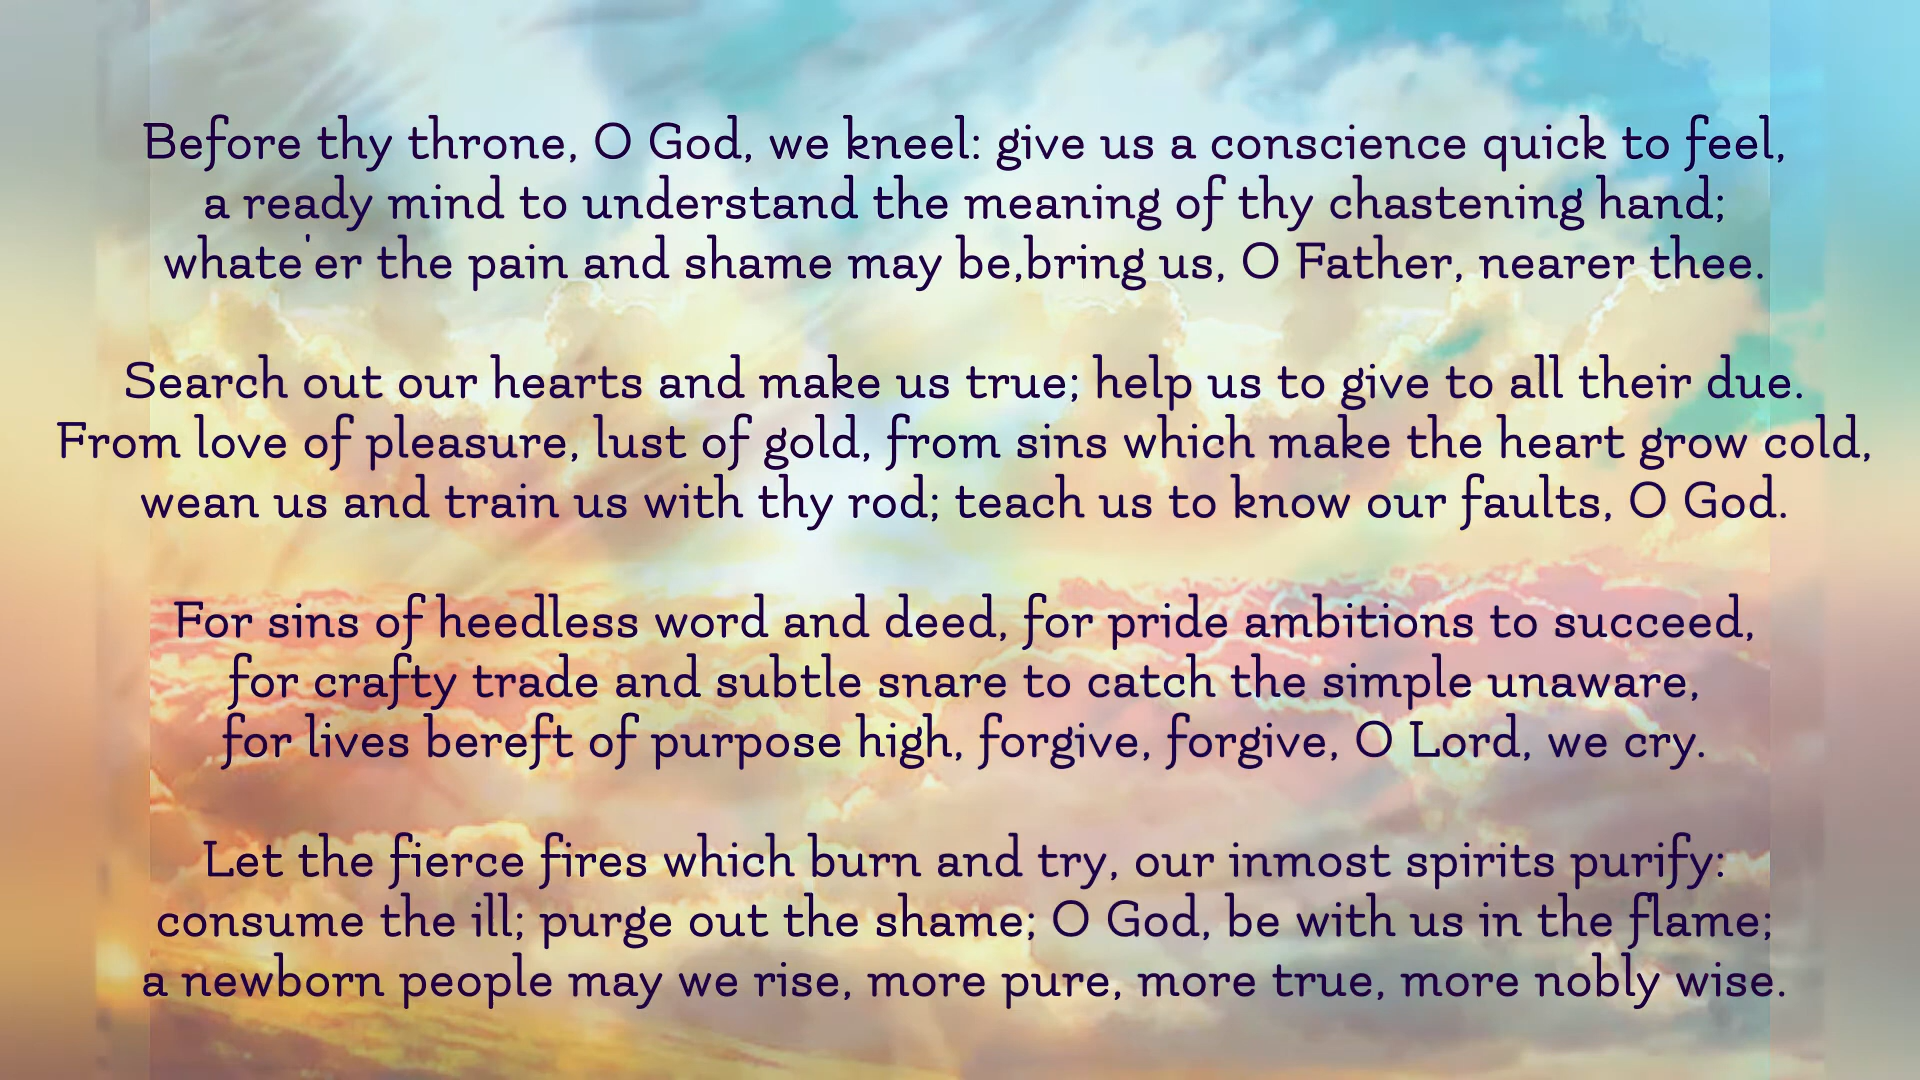 Before thy throne, O God, we kneel: give us a conscience quick to feel,
a ready mind to understand the meaning of thy chastening hand;
whate'er the pain and shame may be,bring us, O Father, nearer thee.
Search out our hearts and make us true; help us to give to all their due.
From love of pleasure, lust of gold, from sins which make the heart grow cold,
wean us and train us with thy rod; teach us to know our faults, O God.
For sins of heedless word and deed, for pride ambitions to succeed,
for crafty trade and subtle snare to catch the simple unaware,
for lives bereft of purpose high, forgive, forgive, O Lord, we cry.
Let the fierce fires which burn and try, our inmost spirits purify:
consume the ill; purge out the shame; O God, be with us in the flame;
a newborn people may we rise, more pure, more true, more nobly wise.